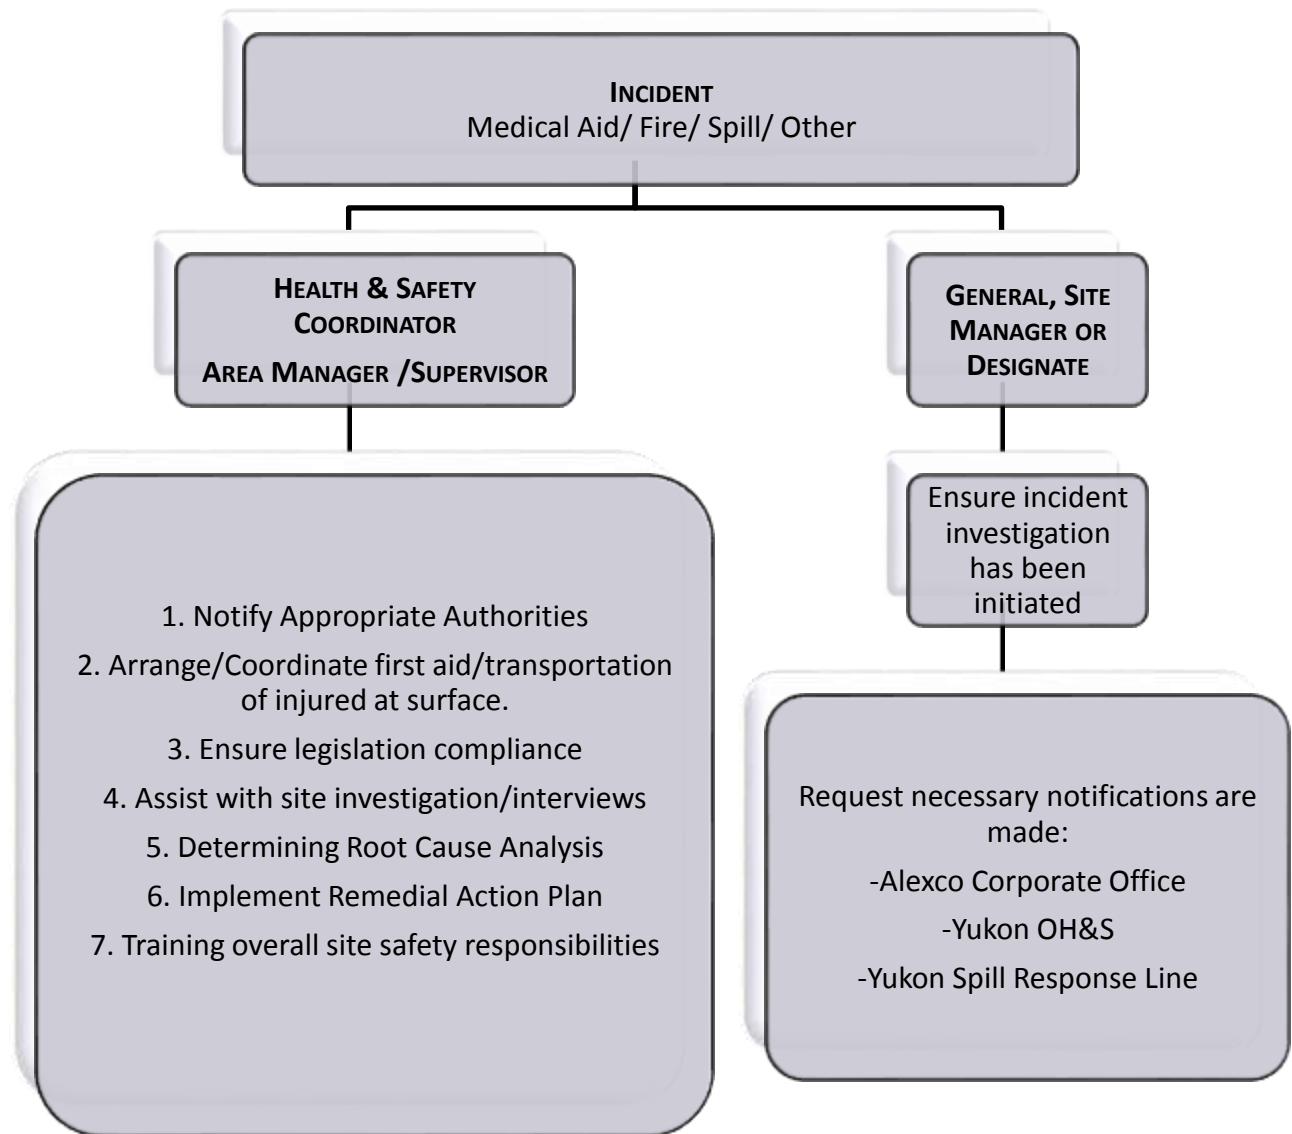 INCIDENT
Medical Aid/ Fire/ Spill/ Other
HEALTH & SAFETY
COORDINATOR
AREA MANAGER /SUPERVISOR
GENERAL, SITE
MANAGER OR
DESIGNATE
1. Notify Appropriate Authorities
2. Arrange/Coordinate first aid/transportation
of injured at surface.
3. Ensure legislation compliance
4. Assist with site investigation/interviews
5. Determining Root Cause Analysis
6. Implement Remedial Action Plan
7. Training overall site safety responsibilities
Ensure incident
investigation
has been
initiated
Request necessary notifications are
made:
-Alexco Corporate Office
-Yukon OH&S
-Yukon Spill Response Line